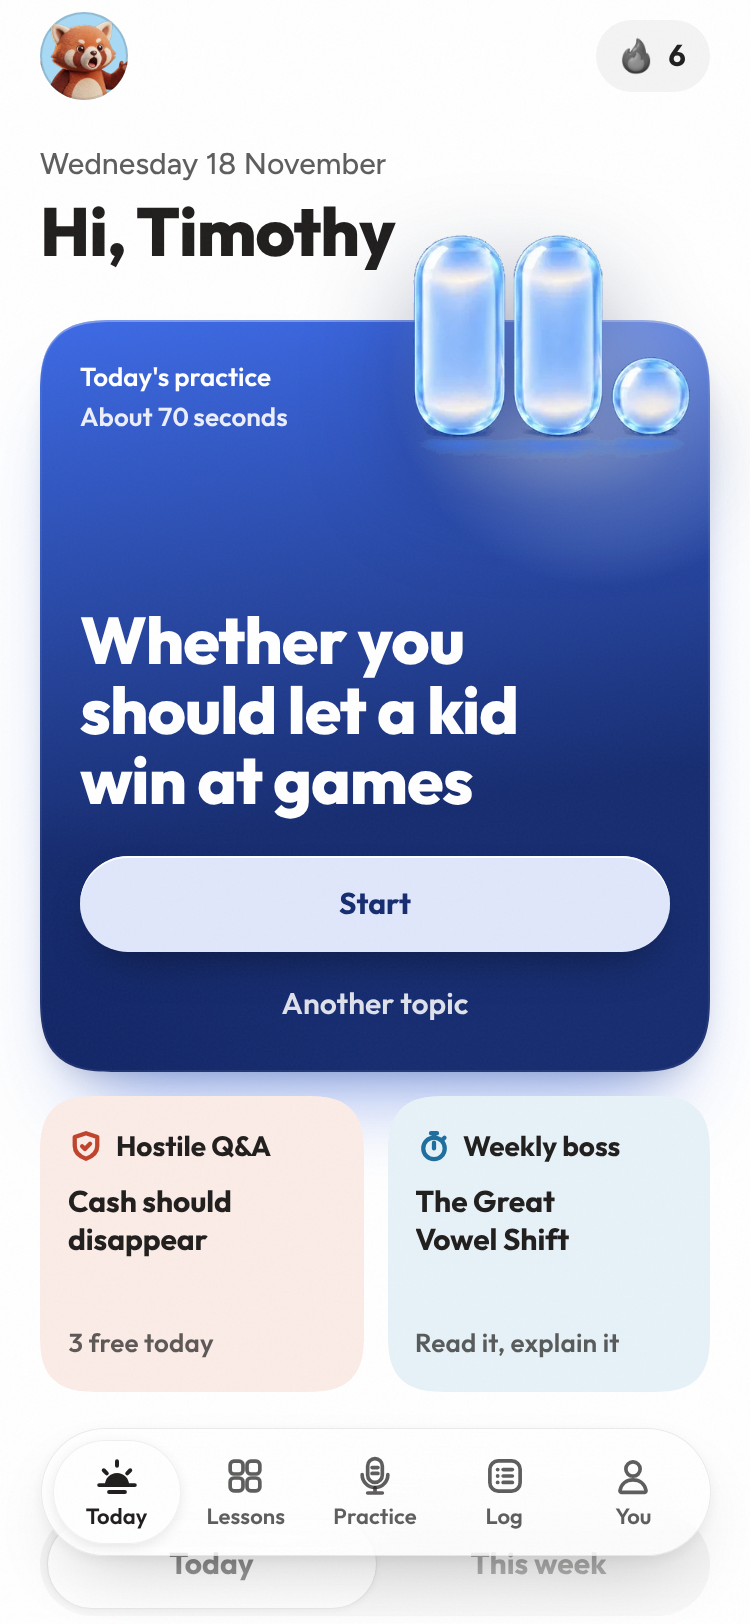 6
Wednesday 18 November
Hi, Timothy
Today's practice
About 70 seconds
Whether you
should let a kid
win at games
Start
Another topic
Hostile Q&A
Cash should
disappear
3 free today
Weekly boss
The Great
Vowel Shift
Read it, explain it
Today
Lessons
Practice
Log
You
Today
This week